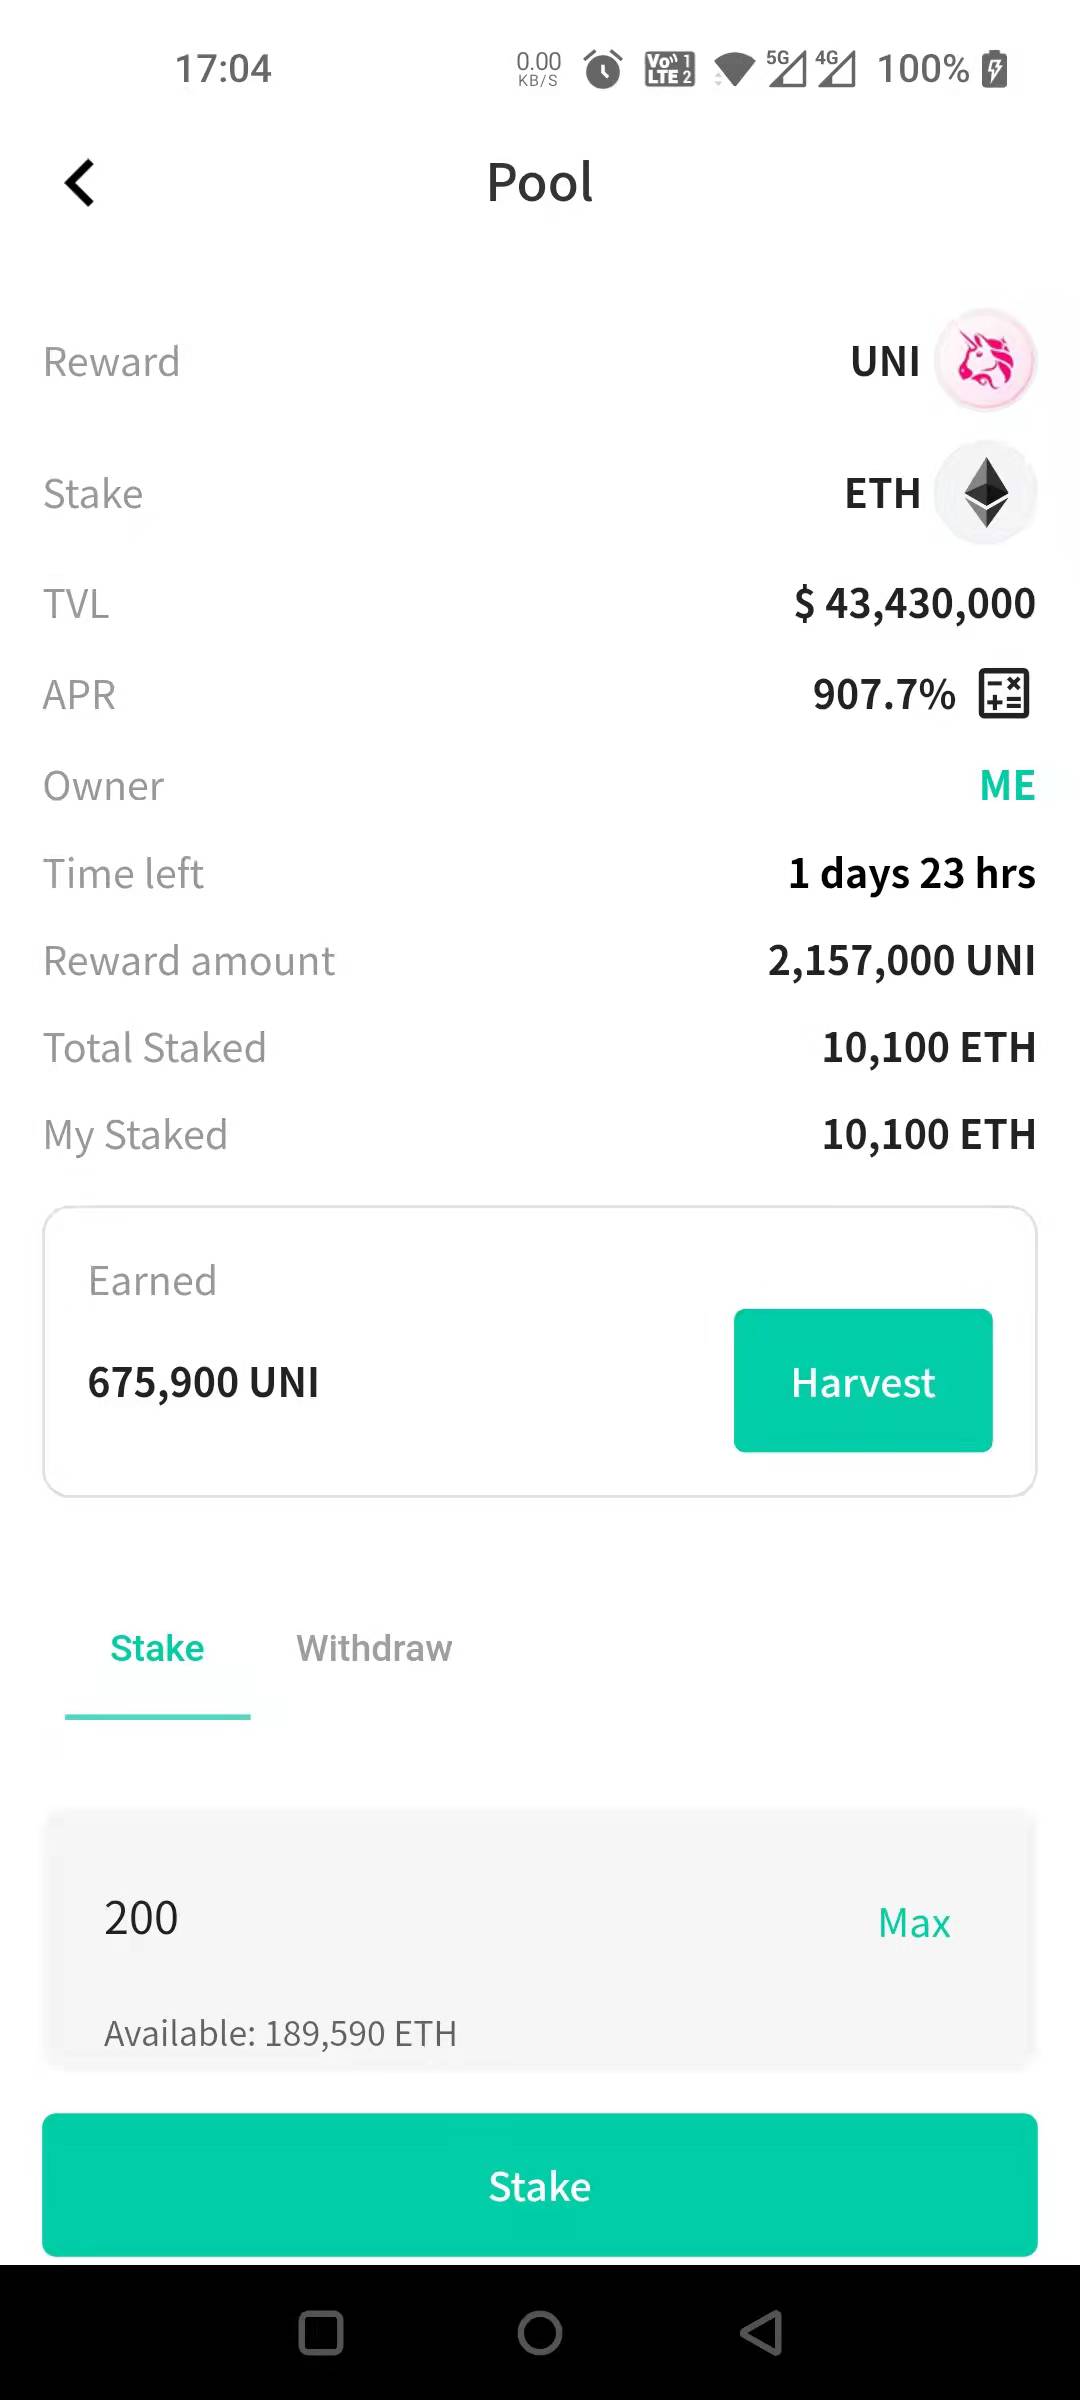 17:04 0.00 KB/S VoLTE 1 2 5G 4G 100%
Pool
Reward UNI
Stake ETH
TVL $ 43,430,000
APR 907.7%
Owner ME
Time left 1 days 23 hrs
Reward amount 2,157,000 UNI
Total Staked 10,100 ETH
My Staked 10,100 ETH
Earned
675,900 UNI Harvest
Stake Withdraw
200 Max
Available: 189,590 ETH
Stake